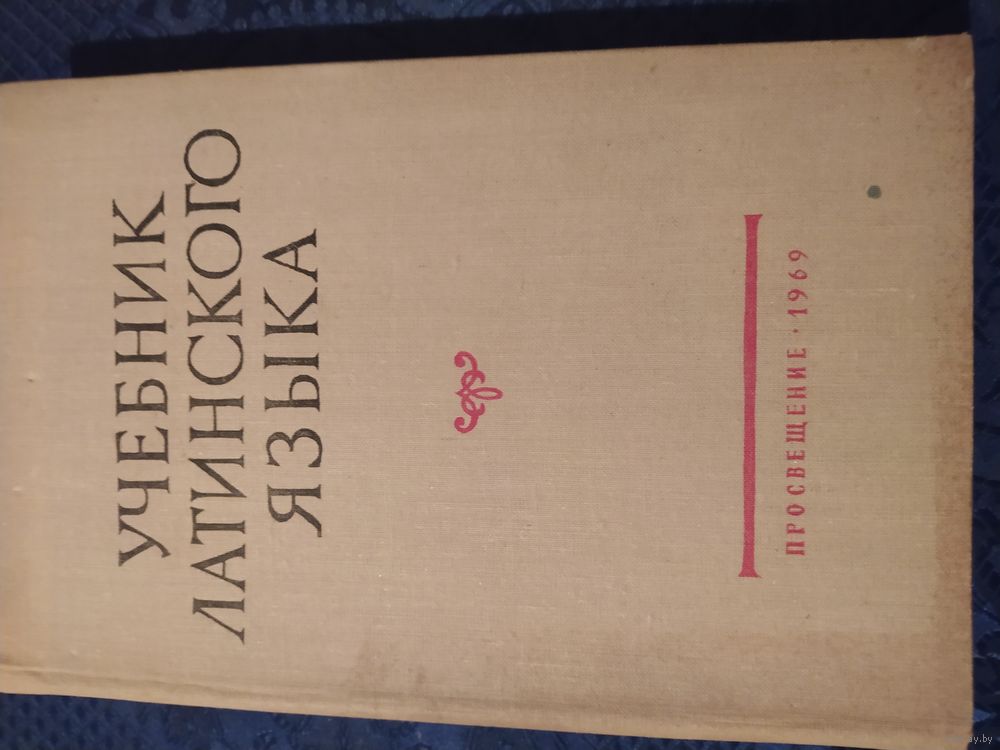 УЧЕБНИК
ЛАТИНСКОГО
ЯЗЫКА
ПРОСВЕЩЕНИЕ · 1969